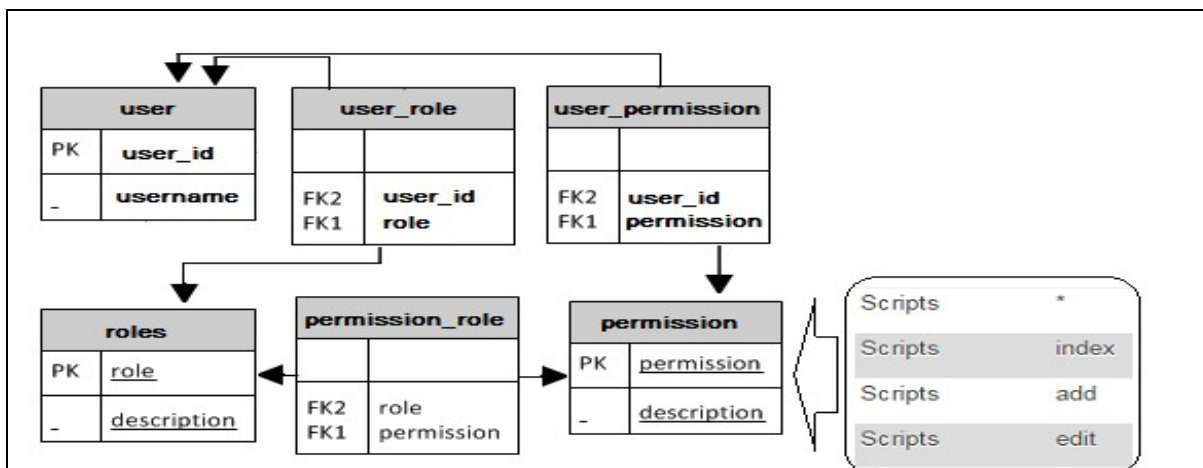 user
PK user_id
_ username
user_role
FK2 user_id
FK1 role
user_permission
FK2 user_id
FK1 permission
roles
PK role
_ description
permission_role
FK2 role
FK1 permission
permission
PK permission
_ description
Scripts *
Scripts index
Scripts add
Scripts edit